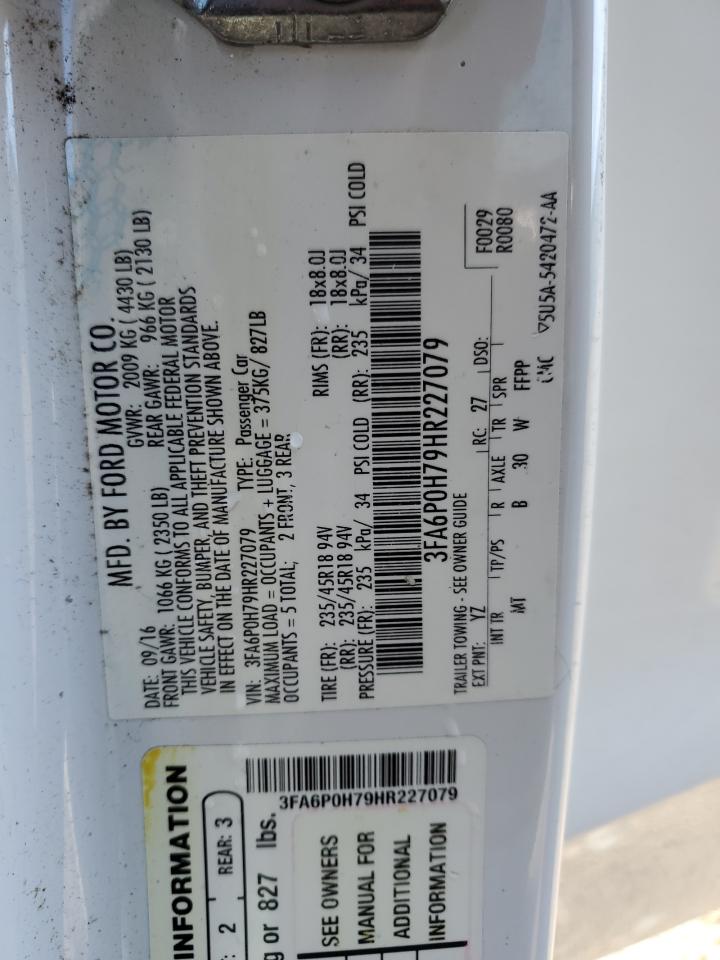 MFD. BY FORD MOTOR CO.
DATE: 09/16 GVWR: 2009 KG ( 4430 LB)
FRONT GAWR: 1066 KG ( 2350 LB) REAR GAWR: 966 KG ( 2130 LB)
THIS VEHICLE CONFORMS TO ALL APPLICABLE FEDERAL MOTOR
VEHICLE SAFETY, BUMPER, AND THEFT PREVENTION STANDARDS
IN EFFECT ON THE DATE OF MANUFACTURE SHOWN ABOVE.
VIN: 3FA6P0H79HR227079 TYPE: Passenger Car
MAXIMUM LOAD = OCCUPANTS + LUGGAGE = 375KG/ 827LB
OCCUPANTS = 5 TOTAL; 2 FRONT, 3 REAR
TIRE (FR): 235/45R18 94V RIMS (FR): 18x8.0J
(RR): 235/45R18 94V (RR): 18x8.0J
PRESSURE (FR): 235 kPa/ 34 PSI COLD (RR): 235 kPa/ 34 PSI COLD
3FA6P0H79HR227079
TRAILER TOWING - SEE OWNER GUIDE F0029
EXT PNT: YZ RC: 27 DSO: R0080
INT TR TP/PS R AXLE TR SPR
MT B 30 W FFPP
▽5U5A-5420472-AA
INFORMATION
2 REAR: 3
or 827 lbs.
3FA6P0H79HR227079
SEE OWNERS
MANUAL FOR
ADDITIONAL
INFORMATION